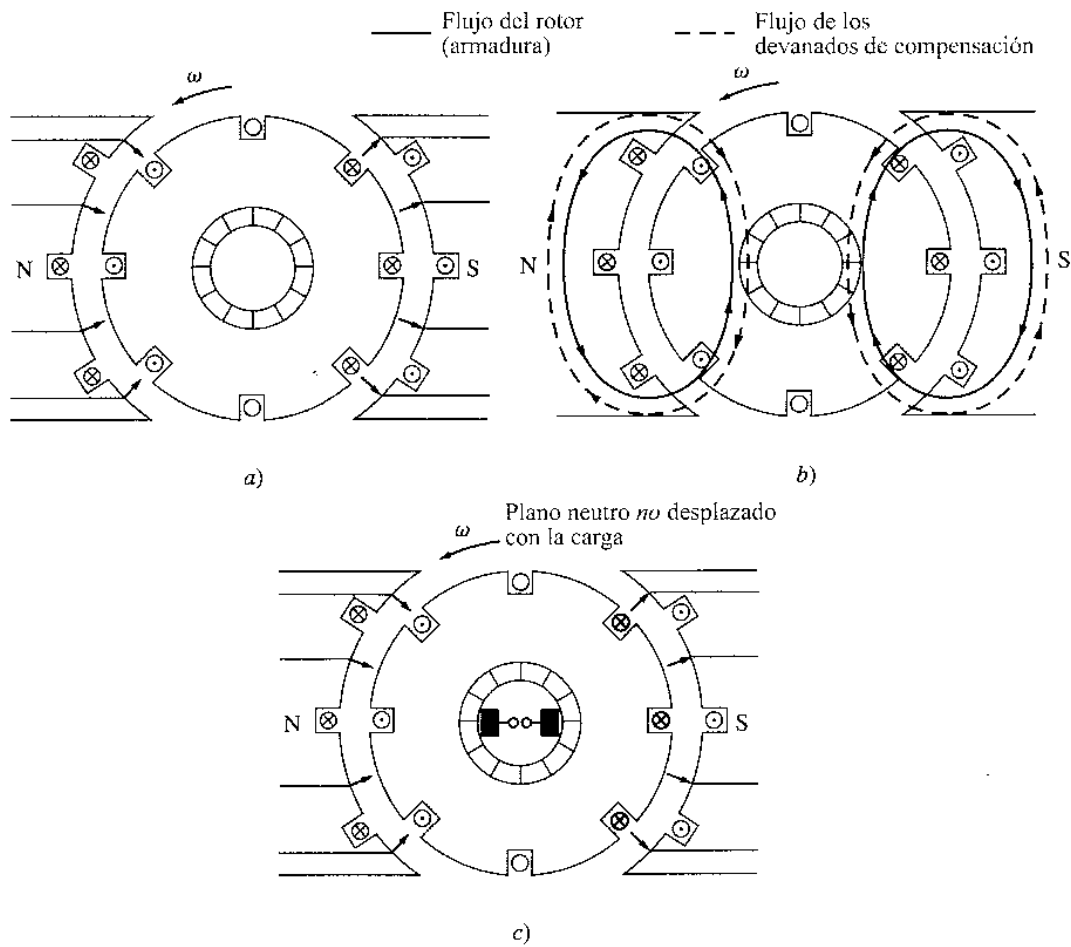 Flujo del rotor
(armadura)
Flujo de los
devanados de compensación
ω
N
S
a)
ω
N
S
b)
Plano neutro no desplazado
con la carga
ω
N
S
c)